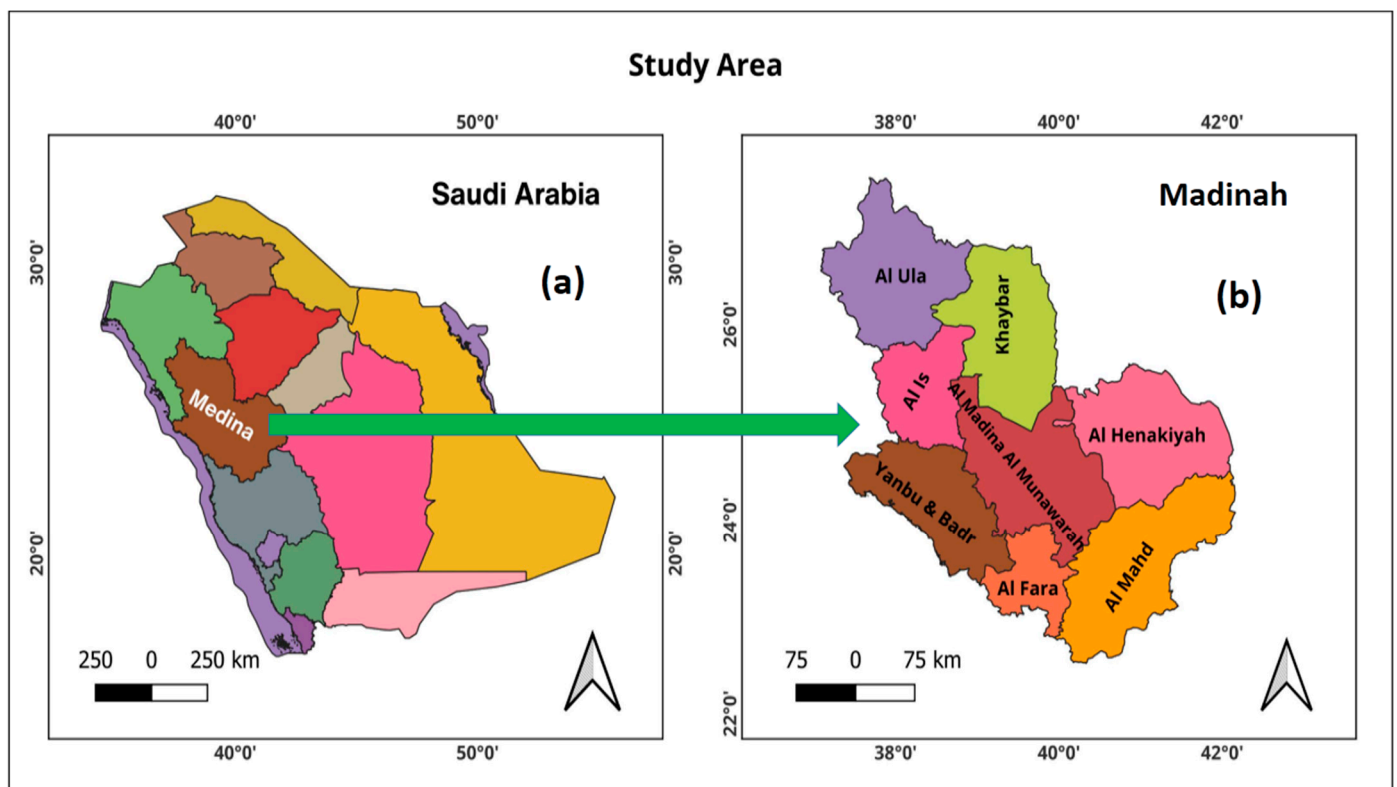 Study Area
40°0'
50°0'
Saudi Arabia
(a)
30°0'
20°0'
30°0'
20°0'
Medina
250 0 250 km
40°0'
50°0'
38°0'
40°0'
42°0'
Madinah
(b)
26°0'
24°0'
22°0'
Al Ula
Khaybar
Al Is
Al Madina Al Munawarah
Al Henakiyah
Yanbu & Badr
Al Fara
Al Mahd
75 0 75 km
38°0'
40°0'
42°0'